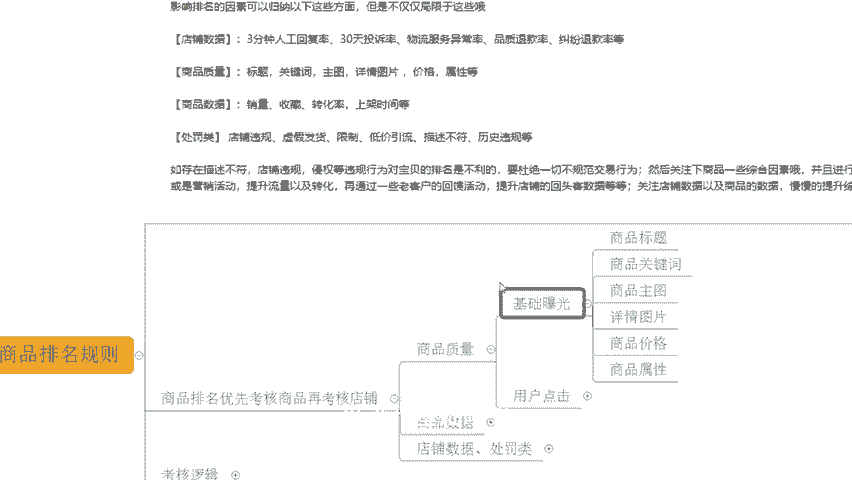 影响排名的因素可以归纳以下这些方面，但是不仅仅局限于这些哦
【店铺数据】：3分钟人工回复率、30天投诉率、物流服务异常率、品质退款率、纠纷退款率等
【商品质量】：标题，关键词，主图，详情图片，价格，属性等
【商品数据】：销量、收藏、转化率，上架时间等
【处罚类】 店铺违规、虚假发货、限制、低价引流、描述不符、历史违规等
如存在描述不符，店铺违规，侵权等违规行为对宝贝的排名是不利的，要杜绝一切不规范交易行为；然后关注下商品一些综合因素哦，并且进行
或是营销活动，提升流量以及转化，再通过一些老客户的回馈活动，提升店铺的回头客数据等等；关注店铺数据以及商品的数据，慢慢的提升综
商品标题
商品关键词
商品主图
基础曝光
详情图片
商品价格
商品排名规则
商品质量
商品属性
用户点击
商品排名优先考核商品再考核店铺
商品数据
店铺数据、处罚类
考核逻辑